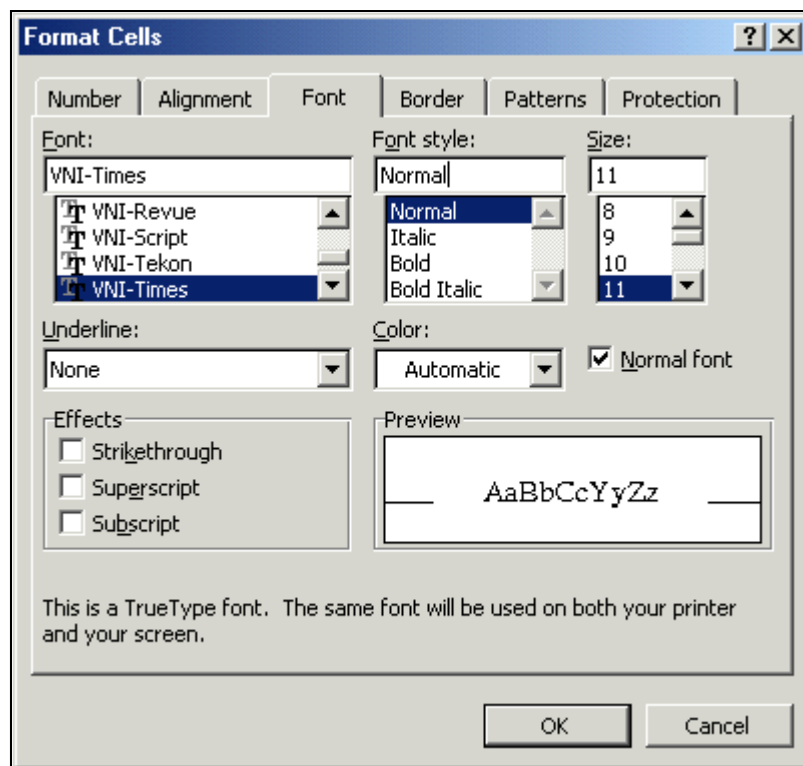 Format Cells
Number Alignment Font Border Patterns Protection
Font: Font style: Size:
VNI-Times Normal 11
VNI-Revue Normal 8
VNI-Script Italic 9
VNI-Tekon Bold 10
VNI-Times Bold Italic 11
Underline: Color:
None Automatic Normal font
Effects Preview
Strikethrough
Superscript AaBbCcYyZz
Subscript
This is a TrueType font. The same font will be used on both your printer
and your screen.
OK Cancel